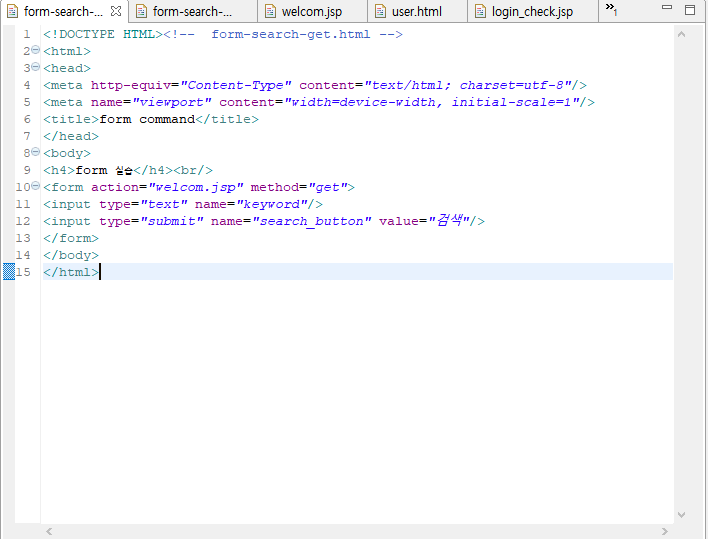 form-search-...
form-search-...
welcom.jsp
user.html
login_check.jsp
»1
1 <!DOCTYPE HTML><!--  form-search-get.html -->
2 <html>
3 <head>
4 <meta http-equiv="Content-Type" content="text/html; charset=utf-8"/>
5 <meta name="viewport" content="width=device-width, initial-scale=1"/>
6 <title>form command</title>
7 </head>
8 <body>
9 <h4>form 실습</h4><br/>
10 <form action="welcom.jsp" method="get">
11 <input type="text" name="keyword"/>
12 <input type="submit" name="search_button" value="검색"/>
13 </form>
14 </body>
15 </html>